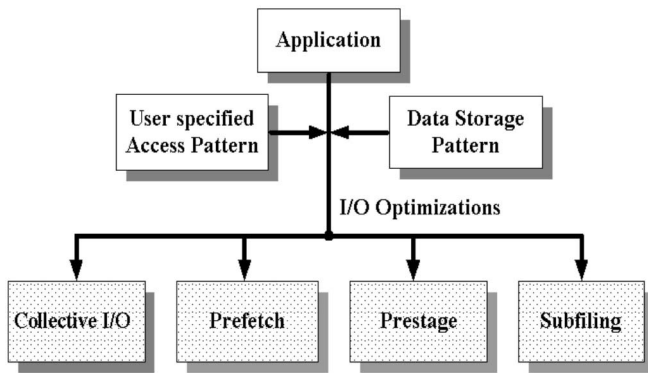 Application
User specified
Access Pattern
Data Storage
Pattern
I/O Optimizations
Collective I/O
Prefetch
Prestage
Subfiling